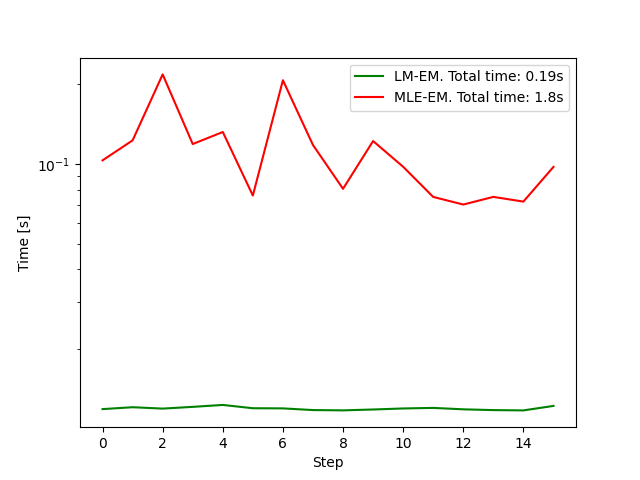 LM-EM. Total time: 0.19s
MLE-EM. Total time: 1.8s
10⁻¹
Time [s]
0 2 4 6 8 10 12 14
Step